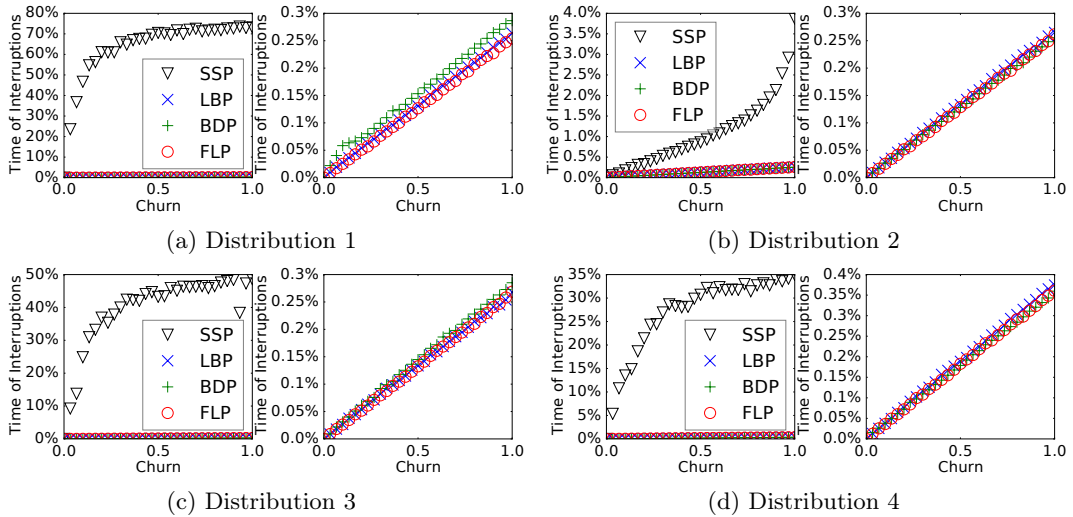 Time of Interruptions
80%
70%
60%
50%
40%
30%
20%
10%
0%
0.0
0.5
1.0
Churn
SSP
LBP
BDP
FLP
Time of Interruptions
0.3%
0.25%
0.2%
0.15%
0.1%
0.05%
0.0%
0.0
0.5
1.0
Churn
(a) Distribution 1
Time of Interruptions
4.0%
3.5%
3.0%
2.5%
2.0%
1.5%
1.0%
0.5%
0.0%
0.0
0.5
1.0
Churn
SSP
LBP
BDP
FLP
Time of Interruptions
0.3%
0.25%
0.2%
0.15%
0.1%
0.05%
0.0%
0.0
0.5
1.0
Churn
(b) Distribution 2
Time of Interruptions
50%
40%
30%
20%
10%
0%
0.0
0.5
1.0
Churn
SSP
LBP
BDP
FLP
Time of Interruptions
0.3%
0.25%
0.2%
0.15%
0.1%
0.05%
0.0%
0.0
0.5
1.0
Churn
(c) Distribution 3
Time of Interruptions
35%
30%
25%
20%
15%
10%
5%
0%
0.0
0.5
1.0
Churn
SSP
LBP
BDP
FLP
Time of Interruptions
0.4%
0.35%
0.3%
0.25%
0.2%
0.15%
0.1%
0.05%
0.0%
0.0
0.5
1.0
Churn
(d) Distribution 4